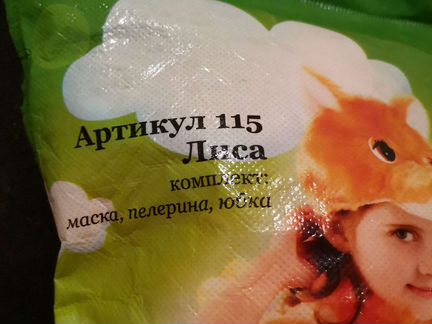 Артикул 115
Лиса
комплект:
маска, пелерина, юбка